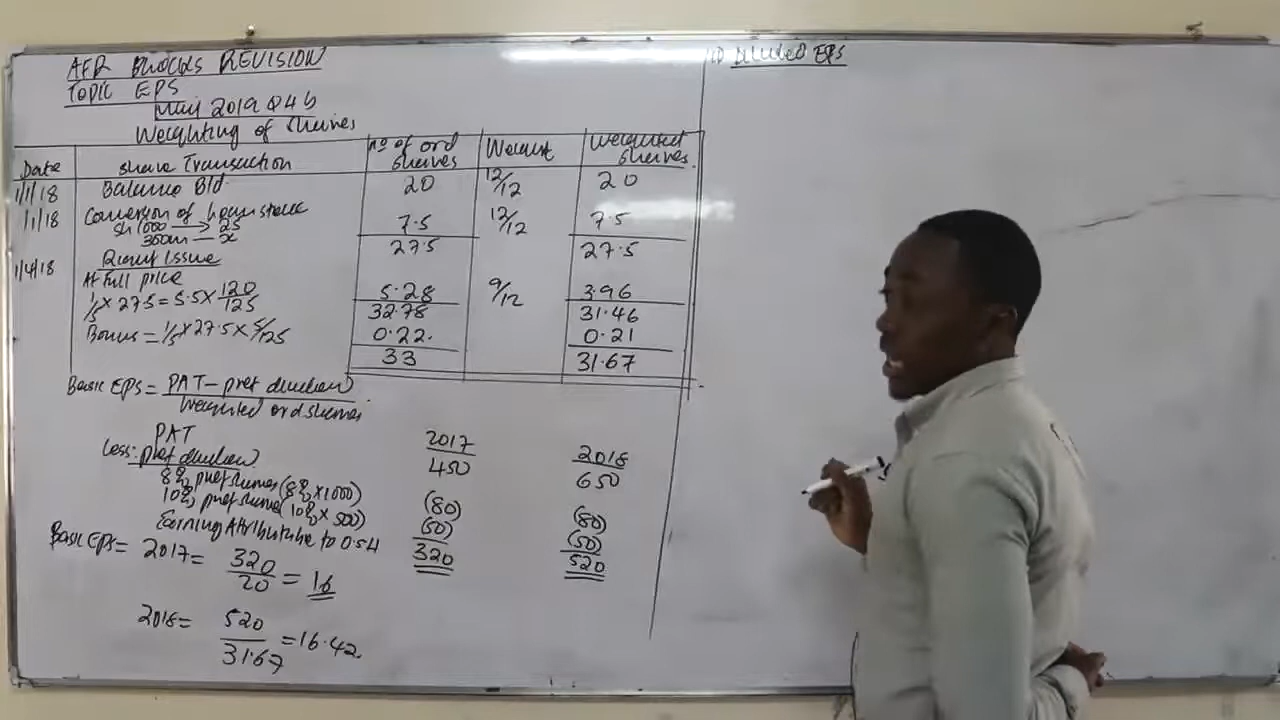 AFR BLOCKS REVISION
TOPIC EPS
May 2019 Q4b
Weighting of shares
Date Share Transaction no of ord shares Weight Weighted shares
1/1/18 Balance B/d. 20 12/12 20
1/1/18 Conversion of loan stock 7.5 12/12 7.5
sh 1000 → 25
300m — x
27.5 27.5
1/4/18 Right Issue
At Full price
1/5 × 27.5 = 5.5 × 120/125 5.28 9/12 3.96
32.78 31.46
Bonus = 1/5 × 27.5 × 5/125 0.22. 0.21
33 31.67
Basic EPS = PAT - pref dividend
Weighted ord shares
2017 2018
PAT 450 650
Less: pref dividend
8% pref shares (8% × 1000) (80) (80)
10% pref shares (10% × 500) (50) (50)
Earning Attributable to O.SH 320 520
Basic EPS = 2017 = 320/20 = 16
2018 = 520/31.67 = 16.42
Diluted EPS